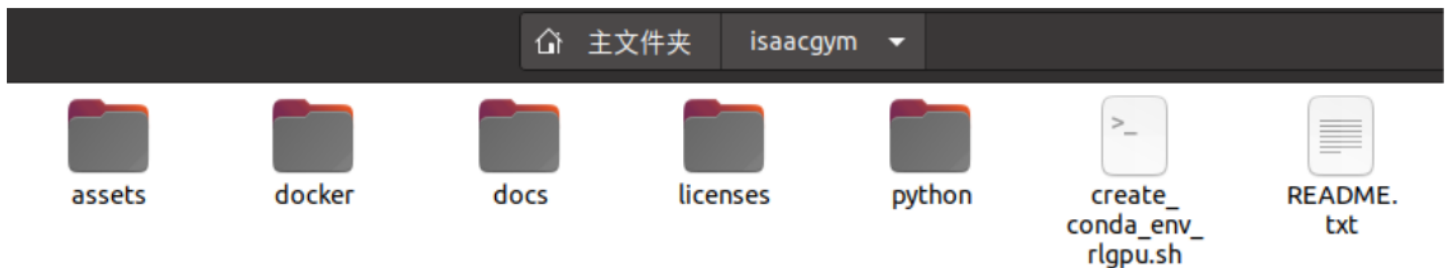 主文件夹 isaacgym
assets docker docs licenses python create_ README.
conda_env_ txt
rlgpu.sh